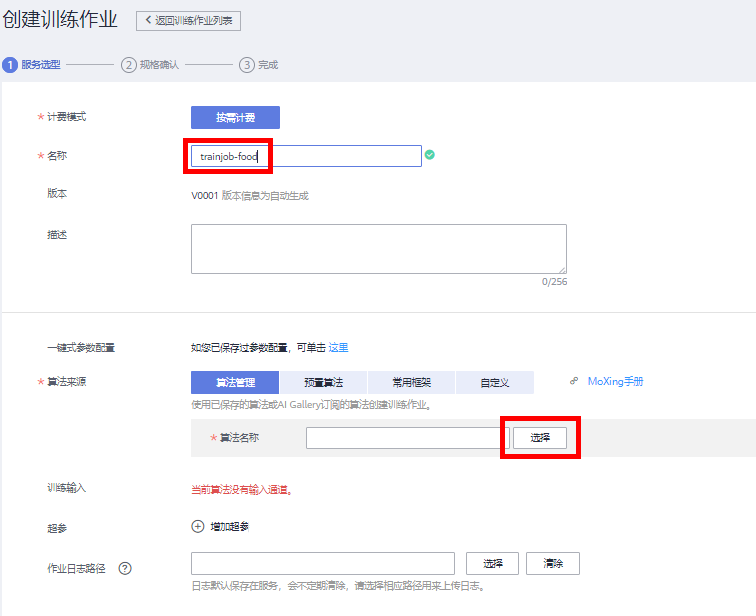 创建训练作业 返回训练作业列表
1 服务选型 2 规格确认 3 完成
* 计费模式 按需计费
* 名称 trainjob-food
版本 V0001 版本信息为自动生成
描述
0/256
一键式参数配置 如您已保存过参数配置，可单击 这里
* 算法来源 算法管理 预置算法 常用框架 自定义 MoXing手册
使用已保存的算法或AI Gallery订阅的算法创建训练作业。
* 算法名称 选择
训练输入 当前算法没有输入通道。
超参 增加超参
作业日志路径 ? 选择 清除
日志默认保存在服务，会不定期清除，请选择相应路径用来上传日志。